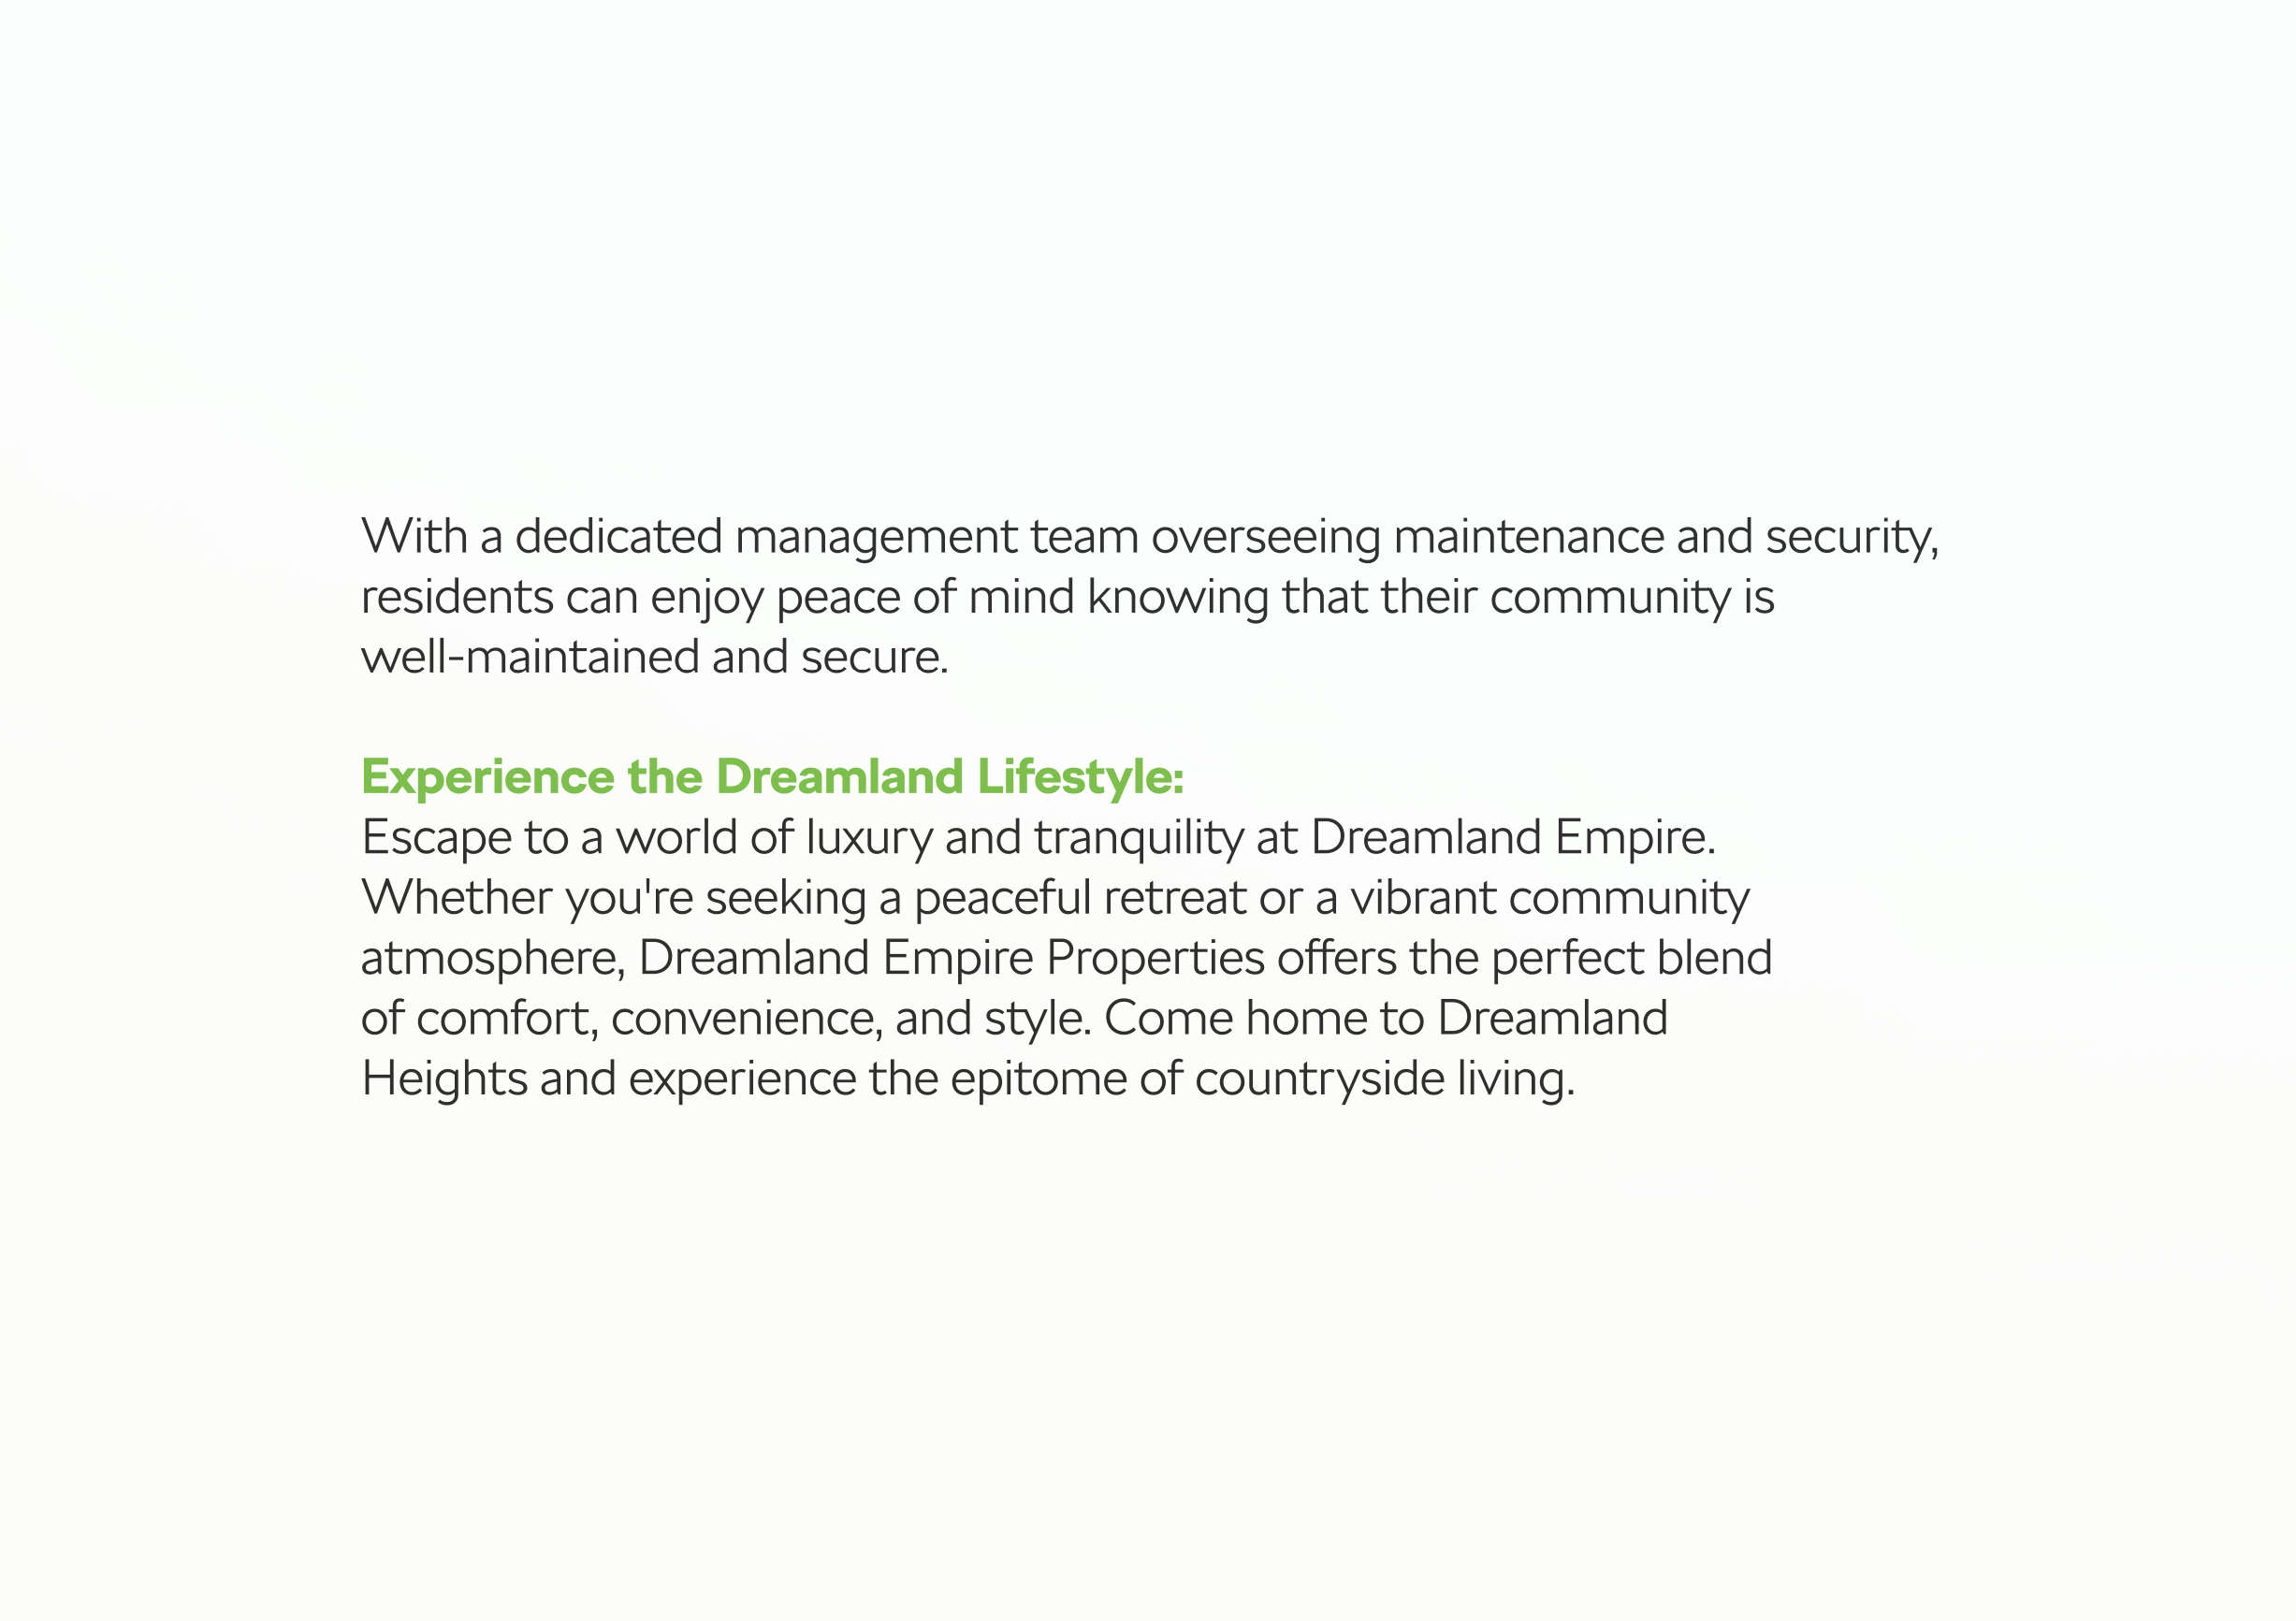 With a dedicated management team overseeing maintenance and security,
residents can enjoy peace of mind knowing that their community is
well-maintained and secure.
Experience the Dreamland Lifestyle:
Escape to a world of luxury and tranquility at Dreamland Empire.
Whether you're seeking a peaceful retreat or a vibrant community
atmosphere, Dreamland Empire Properties offers the perfect blend
of comfort, convenience, and style. Come home to Dreamland
Heights and experience the epitome of countryside living.